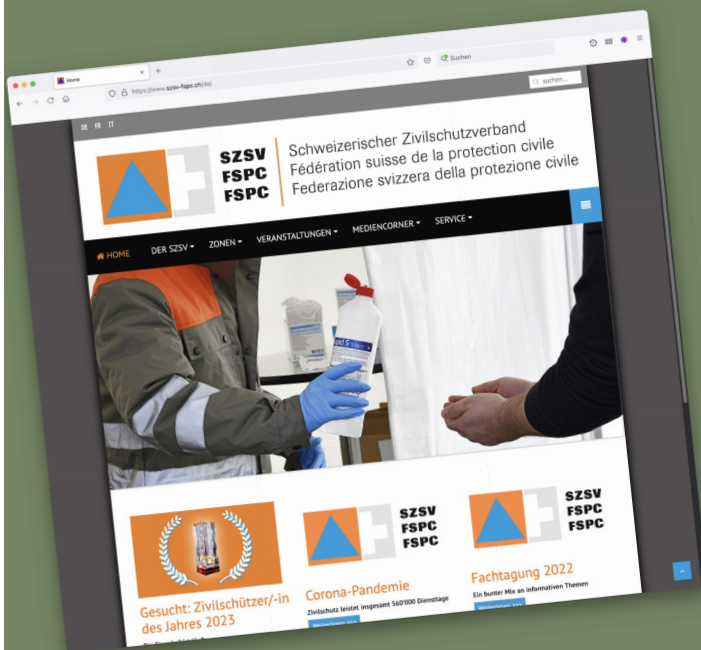 Home
https://www.szsv-fspc.ch/de/
Suchen
suchen...
DE FR IT
SZSV
FSPC
FSPC
Schweizerischer Zivilschutzverband
Fédération suisse de la protection civile
Federazione svizzera della protezione civile
HOME DER SZSV ZONEN VERANSTALTUNGEN MEDIENCORNER SERVICE
SZSV
FSPC
FSPC
SZSV
FSPC
FSPC
Gesucht: Zivilschützer/-in
des Jahres 2023
Corona-Pandemie
Zivilschutz leistet insgesamt 560'000 Diensttage
Weiterlesen >>>
Fachtagung 2022
Ein bunter Mix an informativen Themen
Weiterlesen >>>